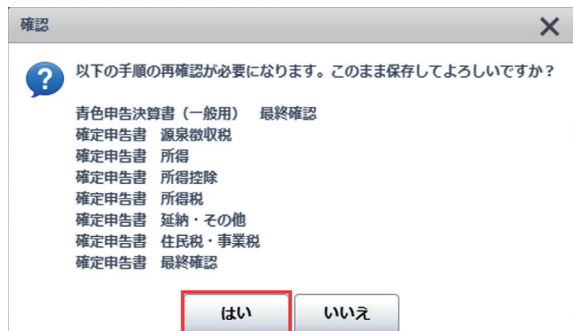 確認
以下の手順の再確認が必要になります。このまま保存してよろしいですか？
青色申告決算書（一般用）　最終確認
確定申告書　源泉徴収税
確定申告書　所得
確定申告書　所得控除
確定申告書　所得税
確定申告書　延納・その他
確定申告書　住民税・事業税
確定申告書　最終確認
はい　いいえ